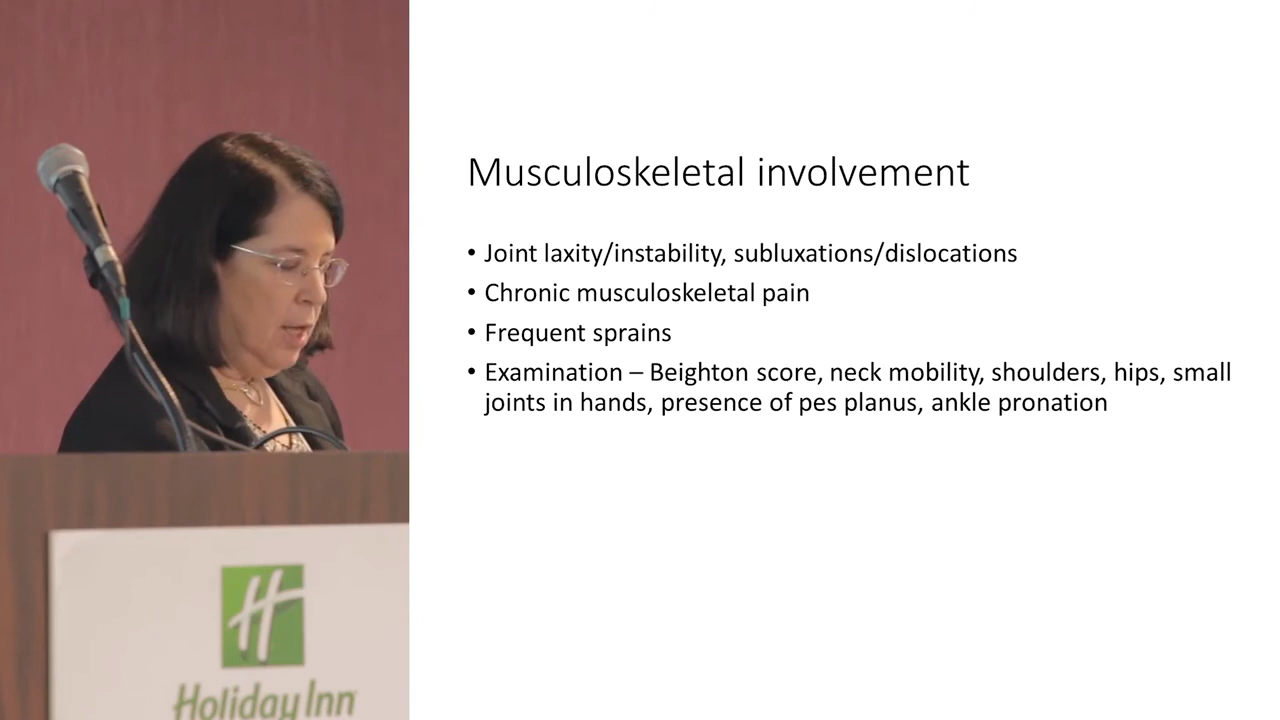 Musculoskeletal involvement
• Joint laxity/instability, subluxations/dislocations
• Chronic musculoskeletal pain
• Frequent sprains
• Examination – Beighton score, neck mobility, shoulders, hips, small
joints in hands, presence of pes planus, ankle pronation
H
Holiday Inn